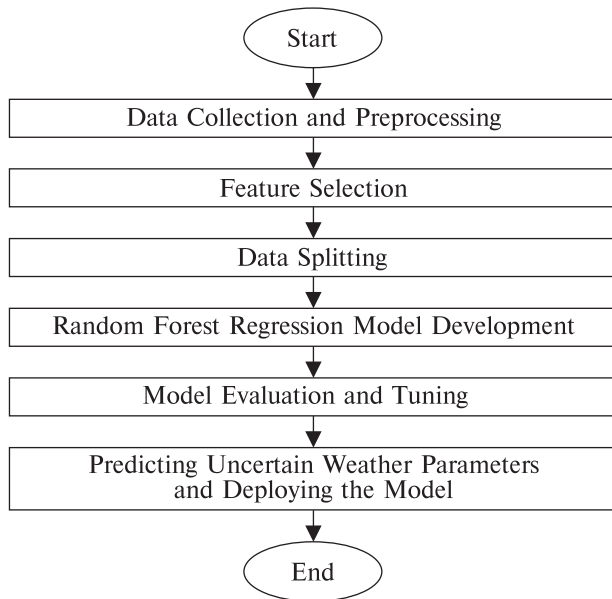 Start
Data Collection and Preprocessing
Feature Selection
Data Splitting
Random Forest Regression Model Development
Model Evaluation and Tuning
Predicting Uncertain Weather Parameters
and Deploying the Model
End